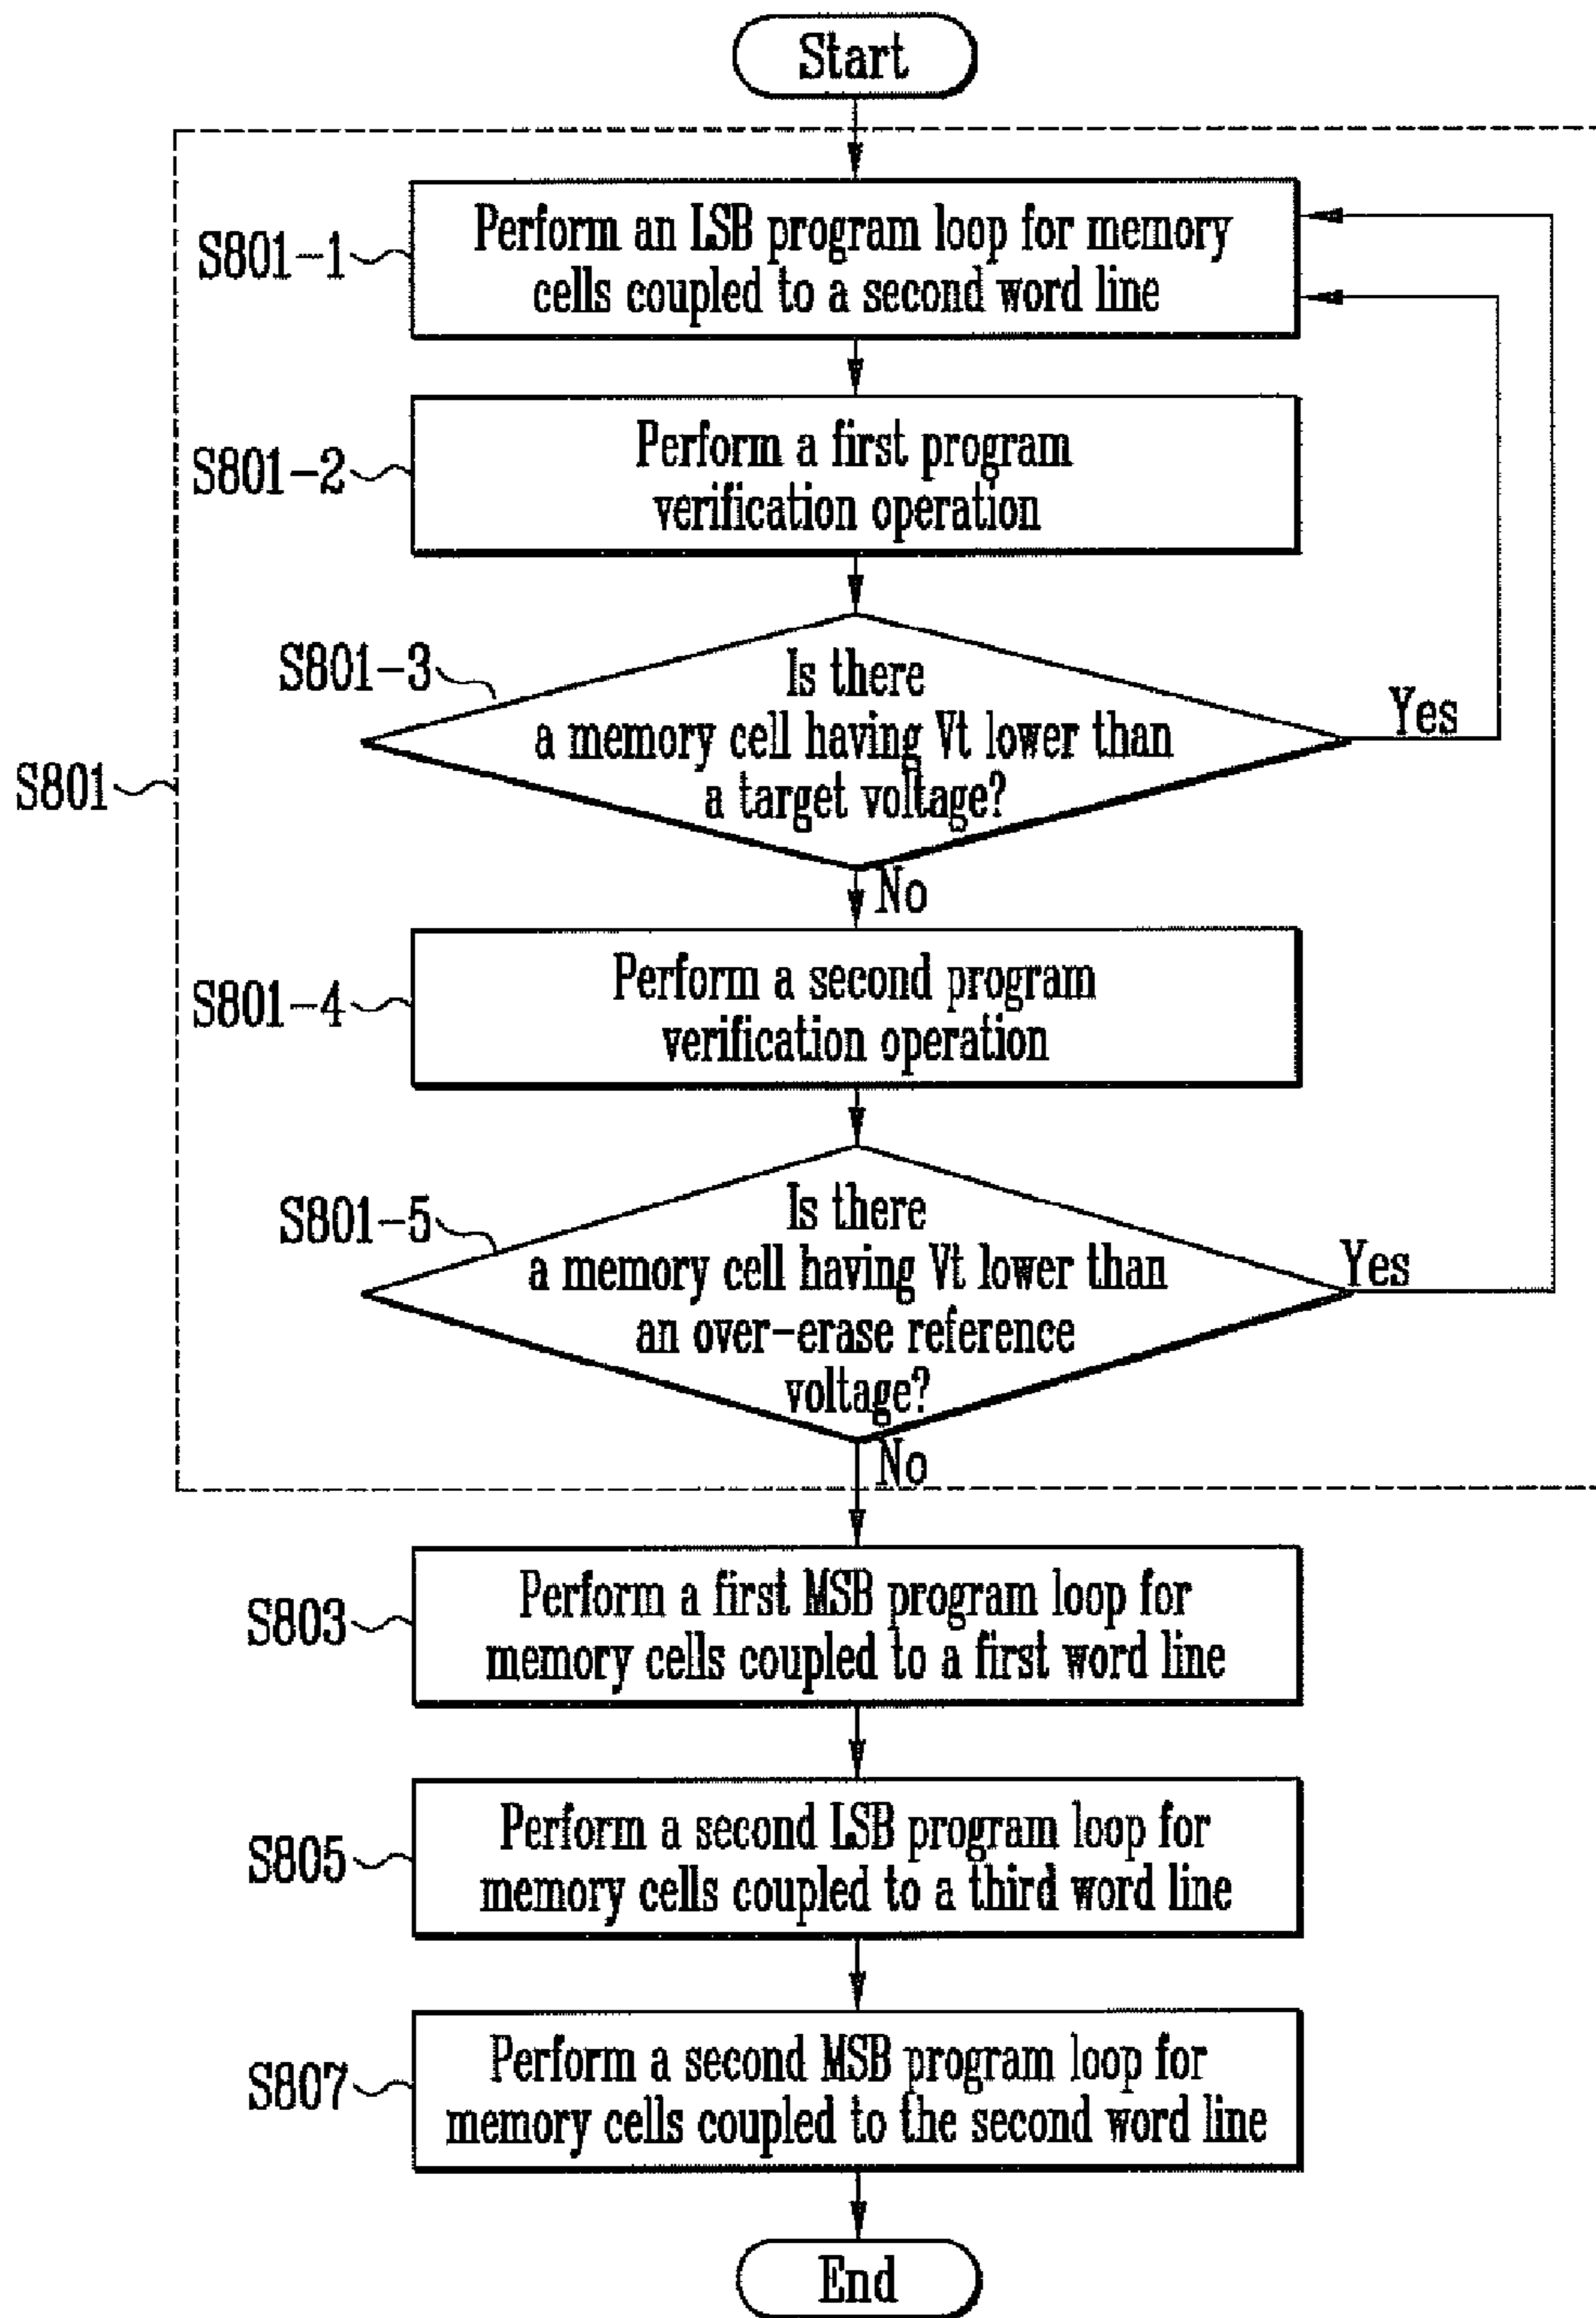 Start
S801-1
Perform an LSB program loop for memory
cells coupled to a second word line
S801-2
Perform a first program
verification operation
S801-3
Is there
a memory cell having Vt lower than
a target voltage?
Yes
S801
No
S801-4
Perform a second program
verification operation
S801-5
Is there
a memory cell having Vt lower than
an over-erase reference
voltage?
Yes
No
S803
Perform a first MSB program loop for
memory cells coupled to a first word line
S805
Perform a second LSB program loop for
memory cells coupled to a third word line
S807
Perform a second MSB program loop for
memory cells coupled to the second word line
End